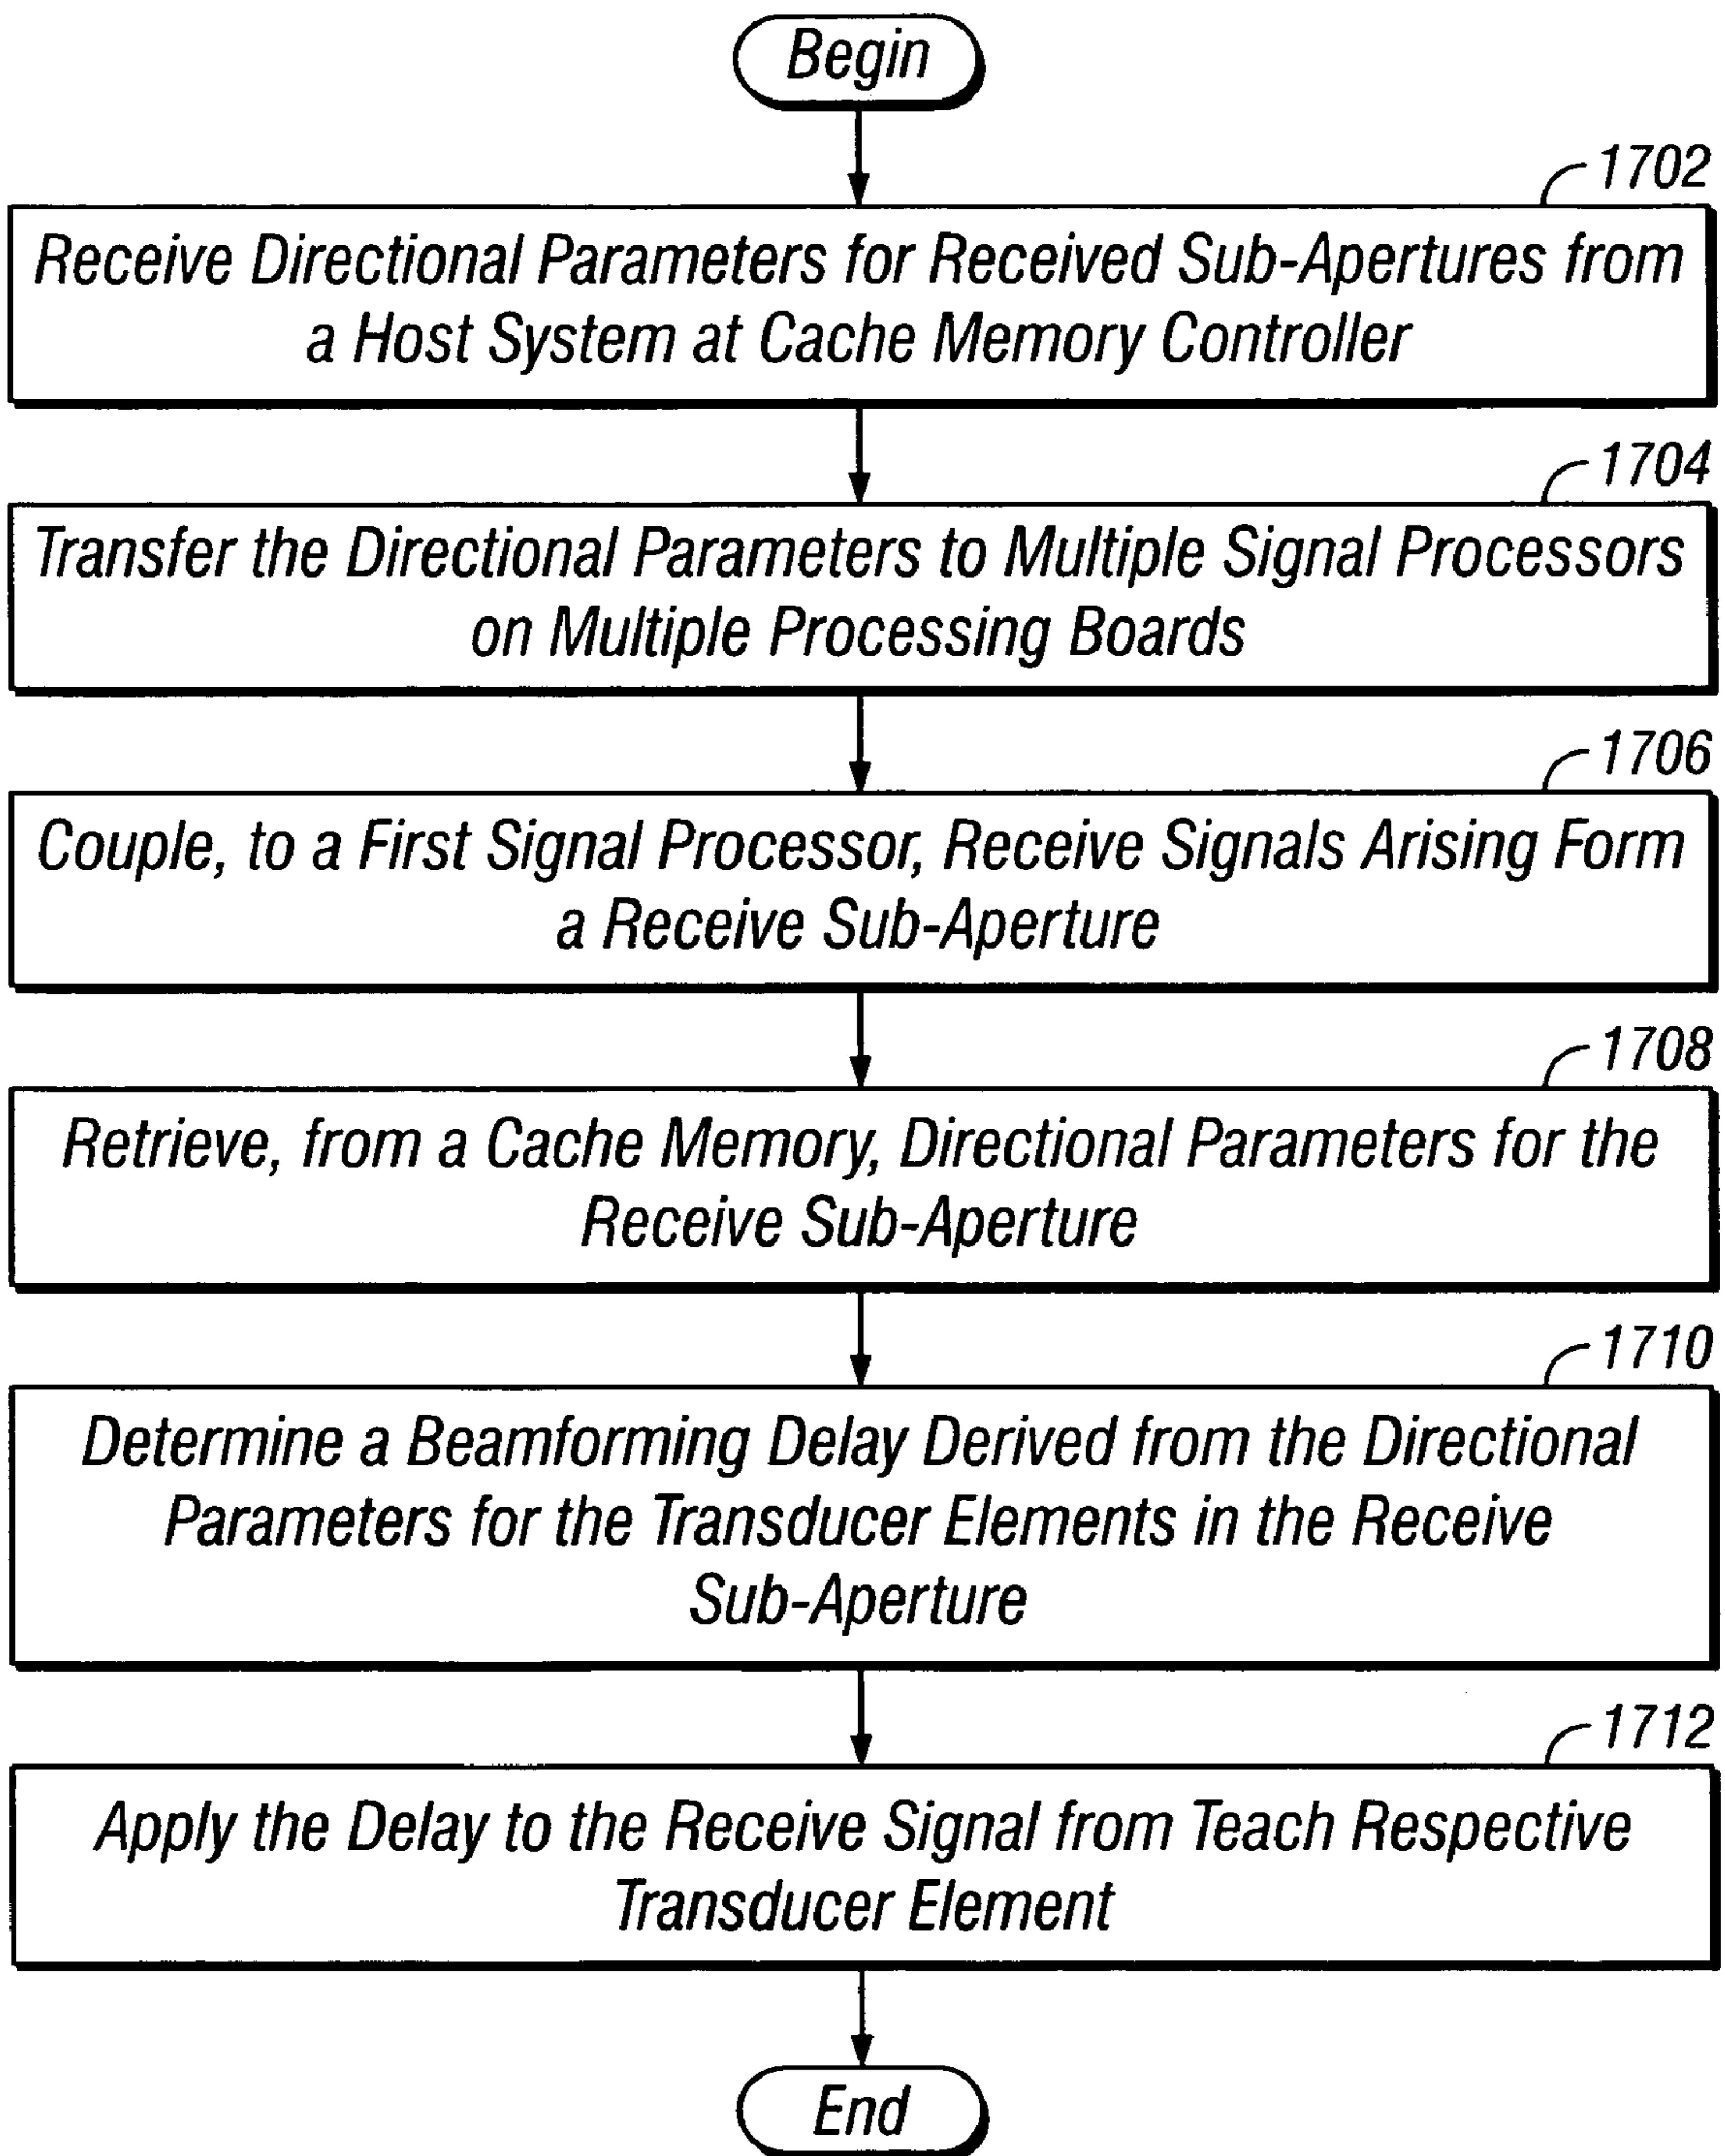 Begin
1702
Receive Directional Parameters for Received Sub-Apertures from
a Host System at Cache Memory Controller
1704
Transfer the Directional Parameters to Multiple Signal Processors
on Multiple Processing Boards
1706
Couple, to a First Signal Processor, Receive Signals Arising Form
a Receive Sub-Aperture
1708
Retrieve, from a Cache Memory, Directional Parameters for the
Receive Sub-Aperture
1710
Determine a Beamforming Delay Derived from the Directional
Parameters for the Transducer Elements in the Receive
Sub-Aperture
1712
Apply the Delay to the Receive Signal from Teach Respective
Transducer Element
End